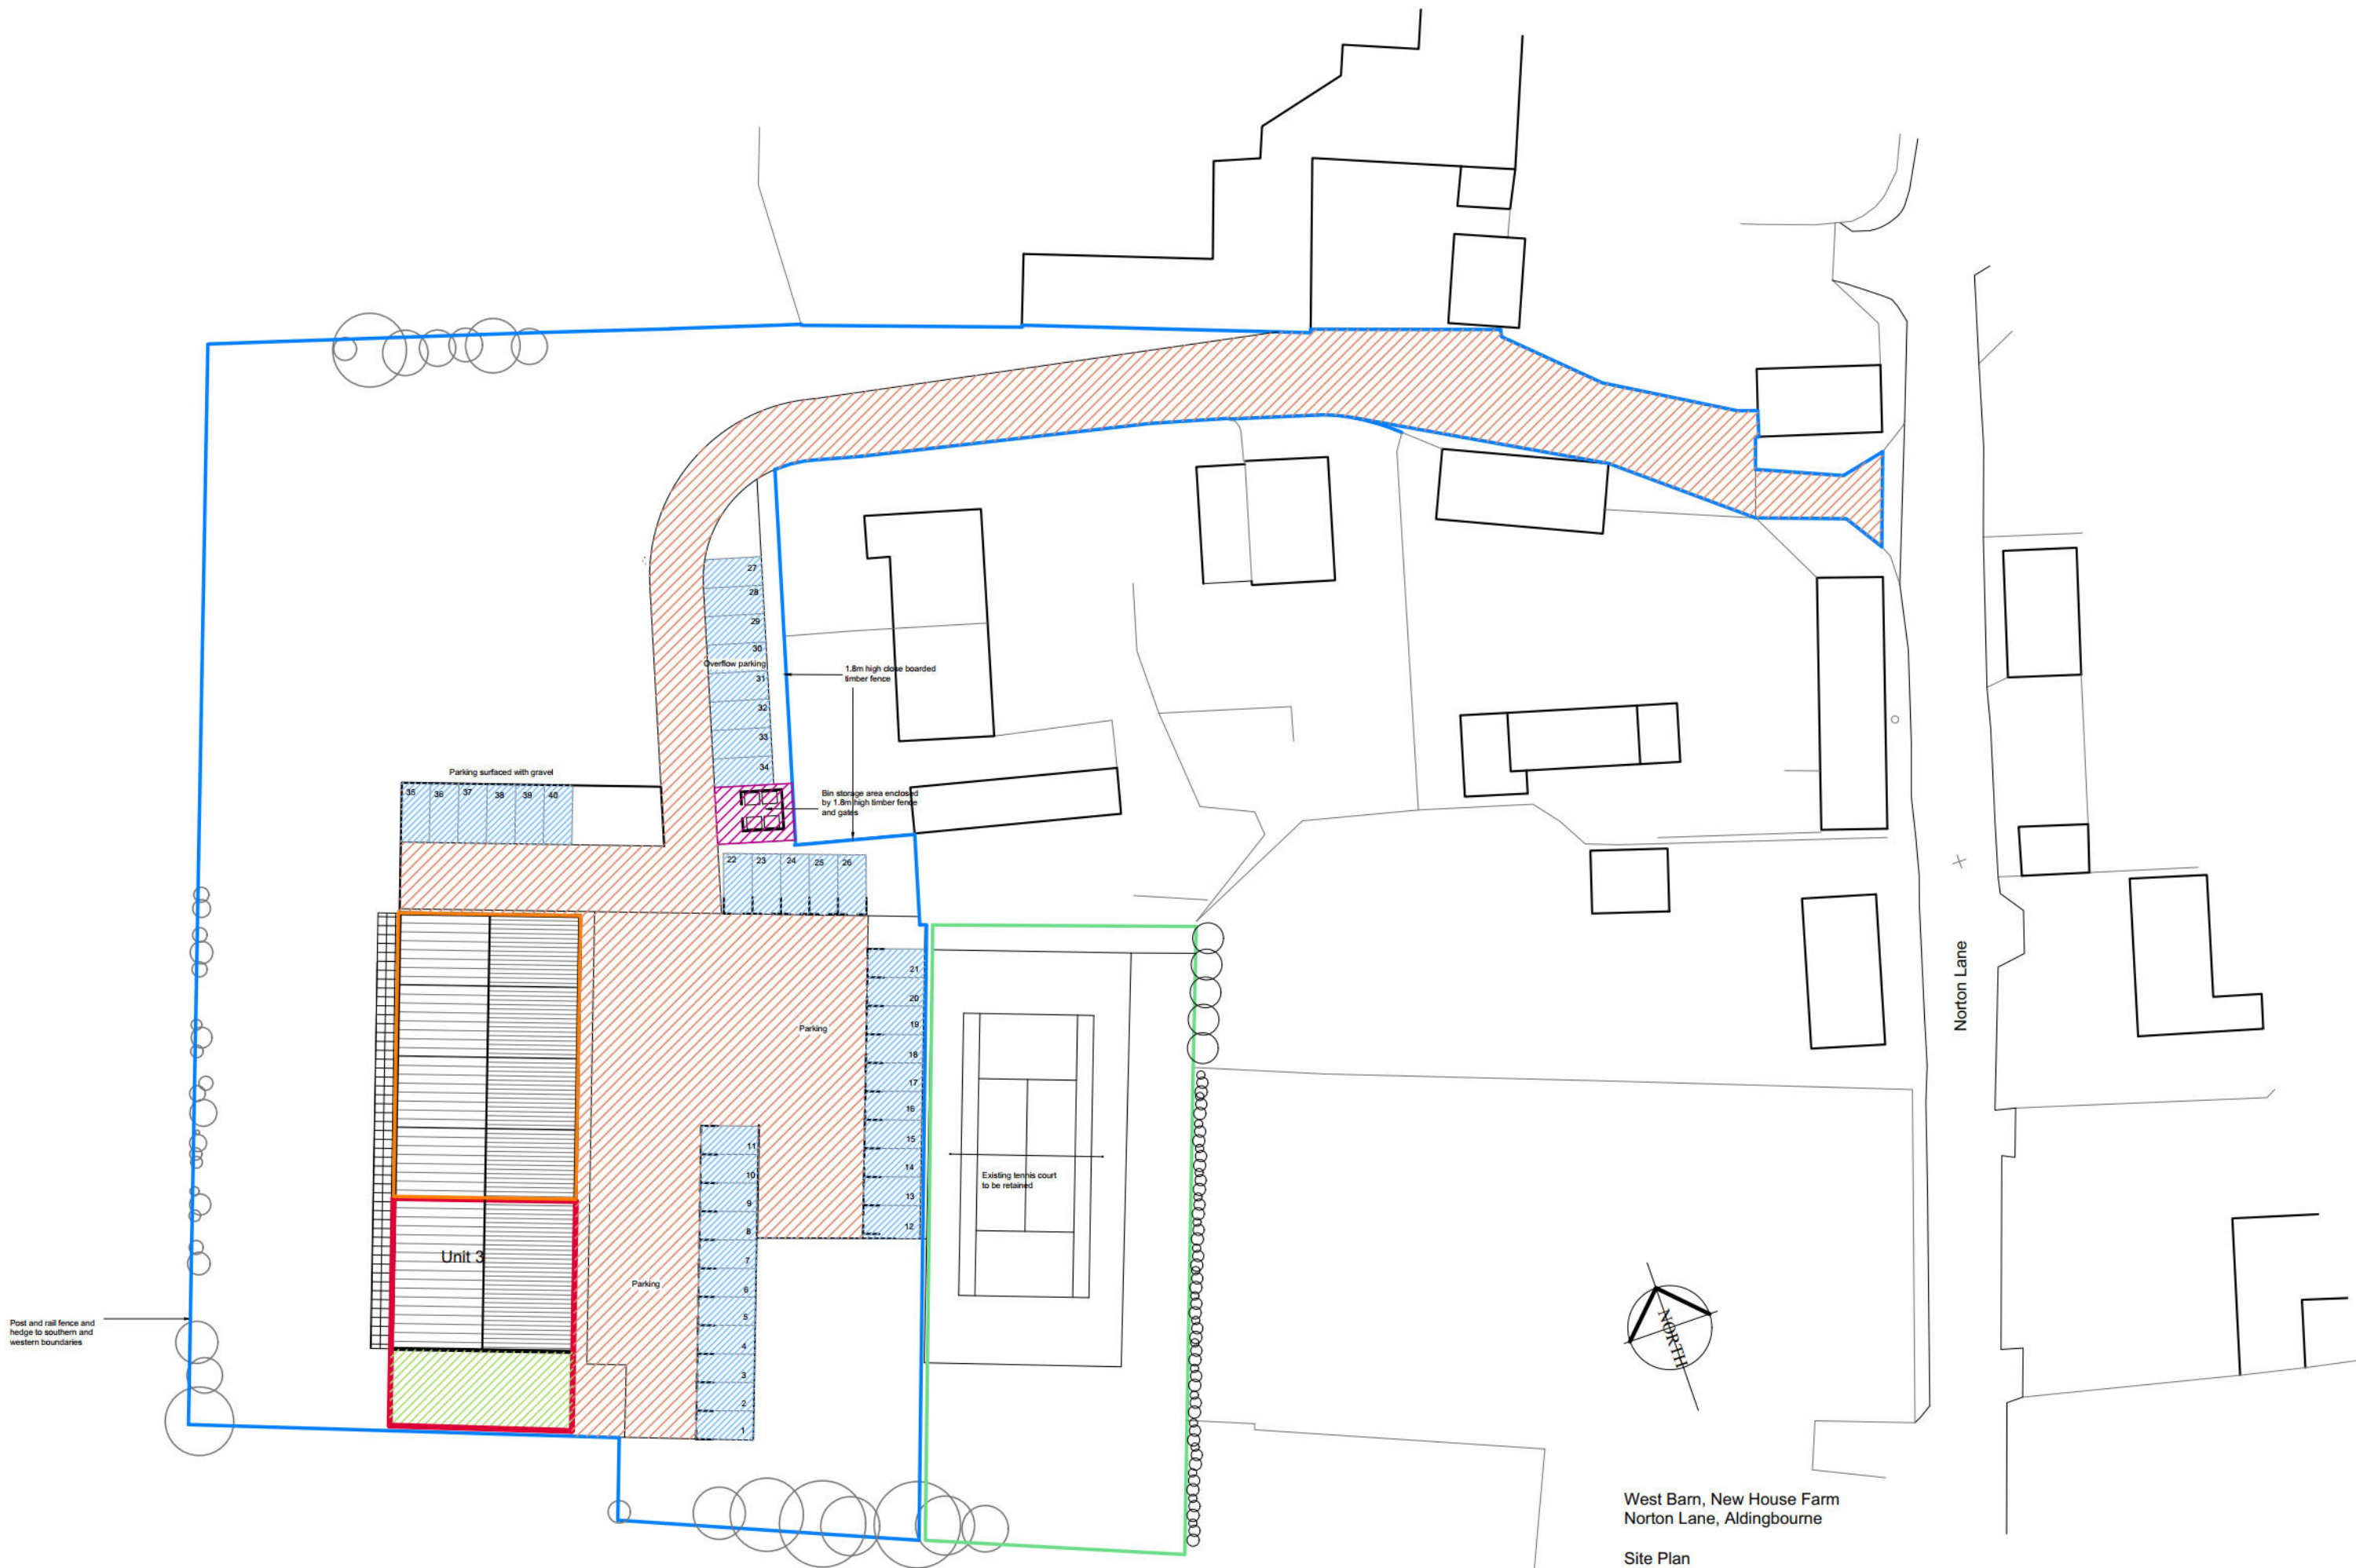 27
28
29
30
Overflow parking
31
32
33
34
1.8m high close boarded
timber fence
Parking surfaced with gravel
35 36 37 38 39 40
Bin storage area enclosed
by 1.8m high timber fence
and gates
22 23 24 25 26
21
20
19
18
17
16
15
14
13
12
Parking
11
10
9
8
7
6
5
4
3
2
1
Parking
Unit 3
Existing tennis court
to be retained
Post and rail fence and
hedge to southern and
western boundaries
Norton Lane
NORTH
West Barn, New House Farm
Norton Lane, Aldingbourne
Site Plan